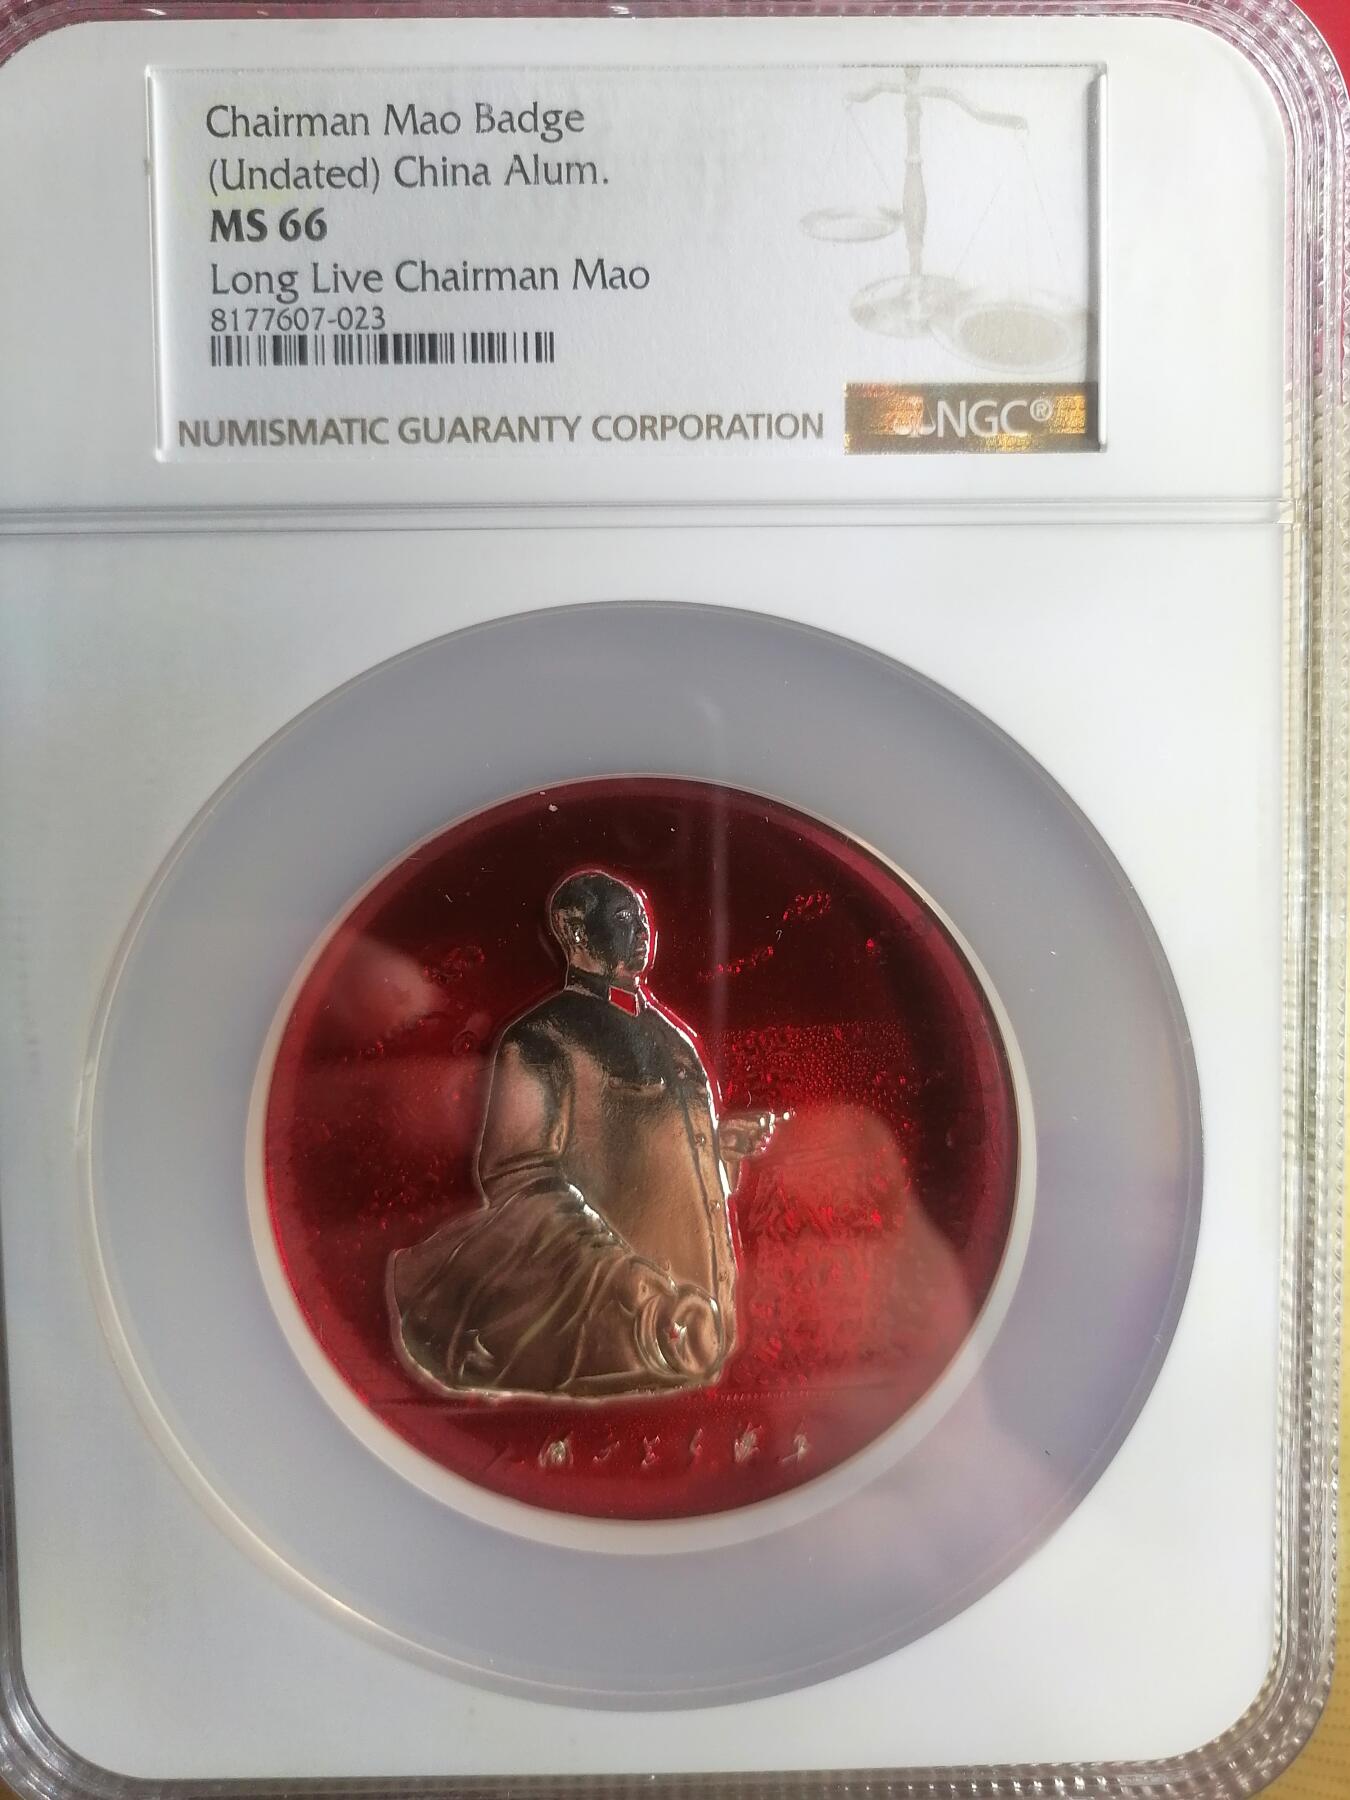 Chairman Mao Badge
(Undated) China Alum.
MS 66
Long Live Chairman Mao
8177607-023
NUMISMATIC GUARANTY CORPORATION
NGC®